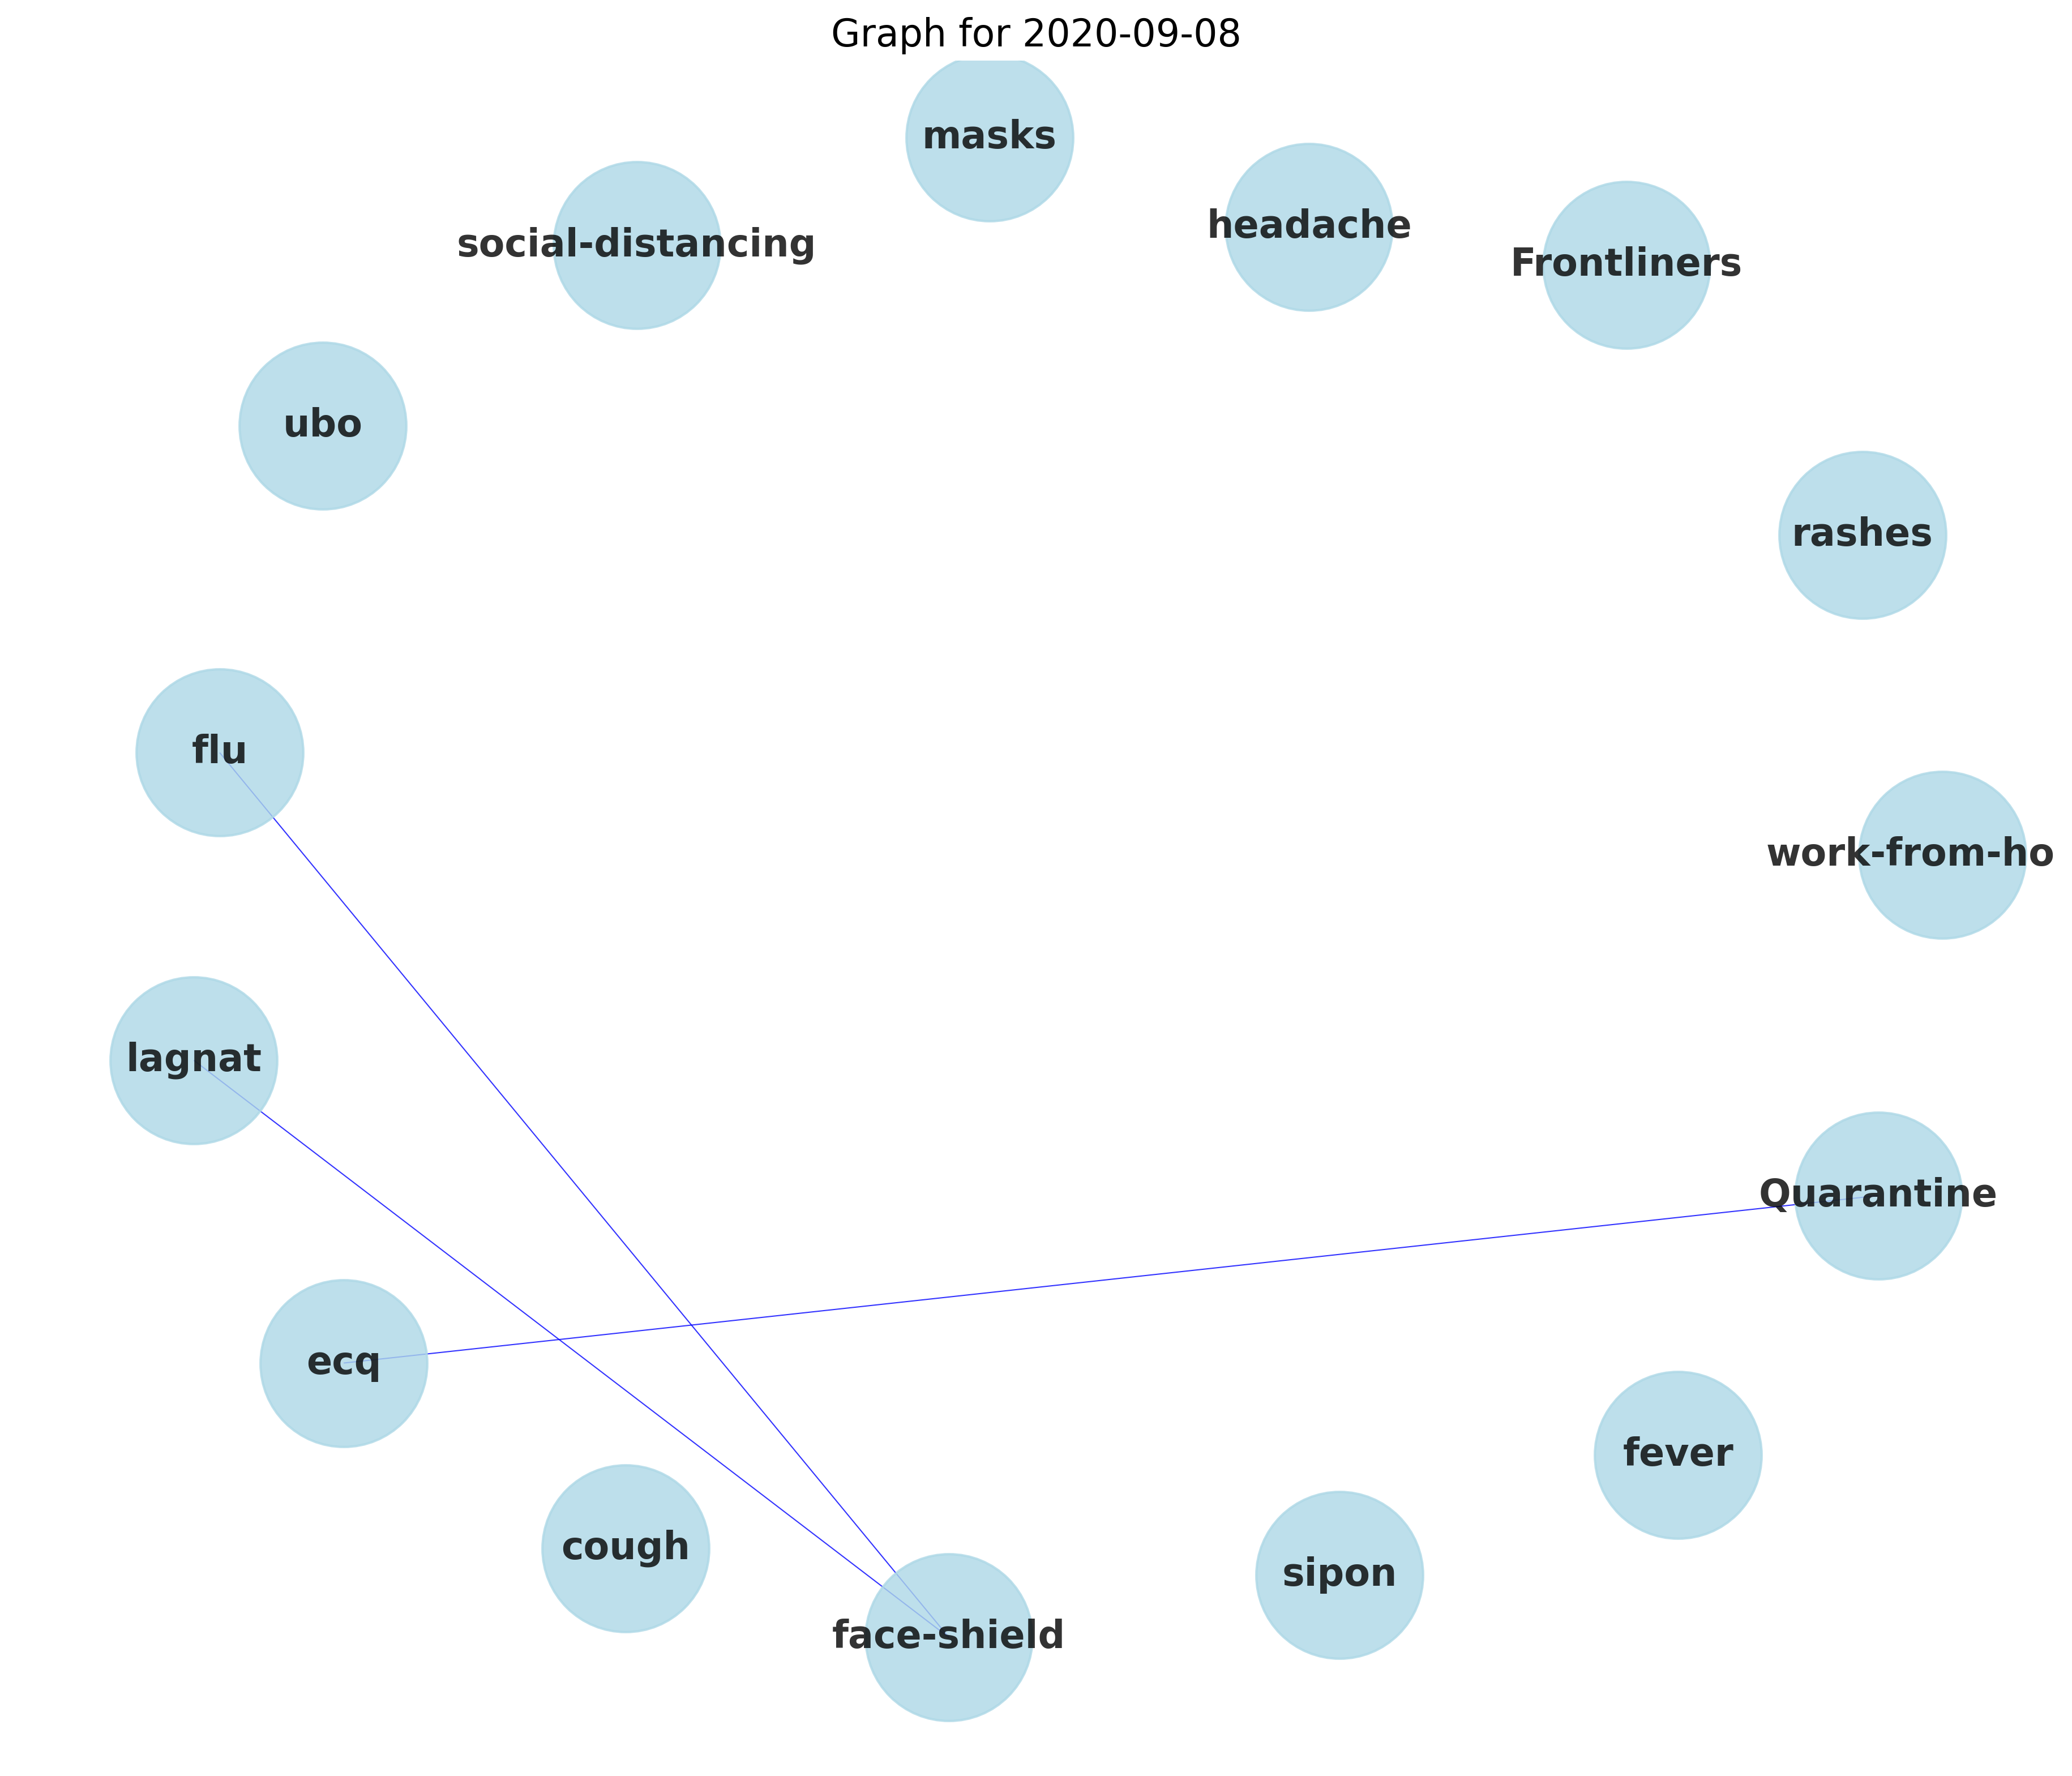 Graph for 2020-09-08
masks
headache
social-distancing
Frontliners
ubo
rashes
flu
work-from-ho
lagnat
Quarantine
ecq
fever
cough
sipon
face-shield